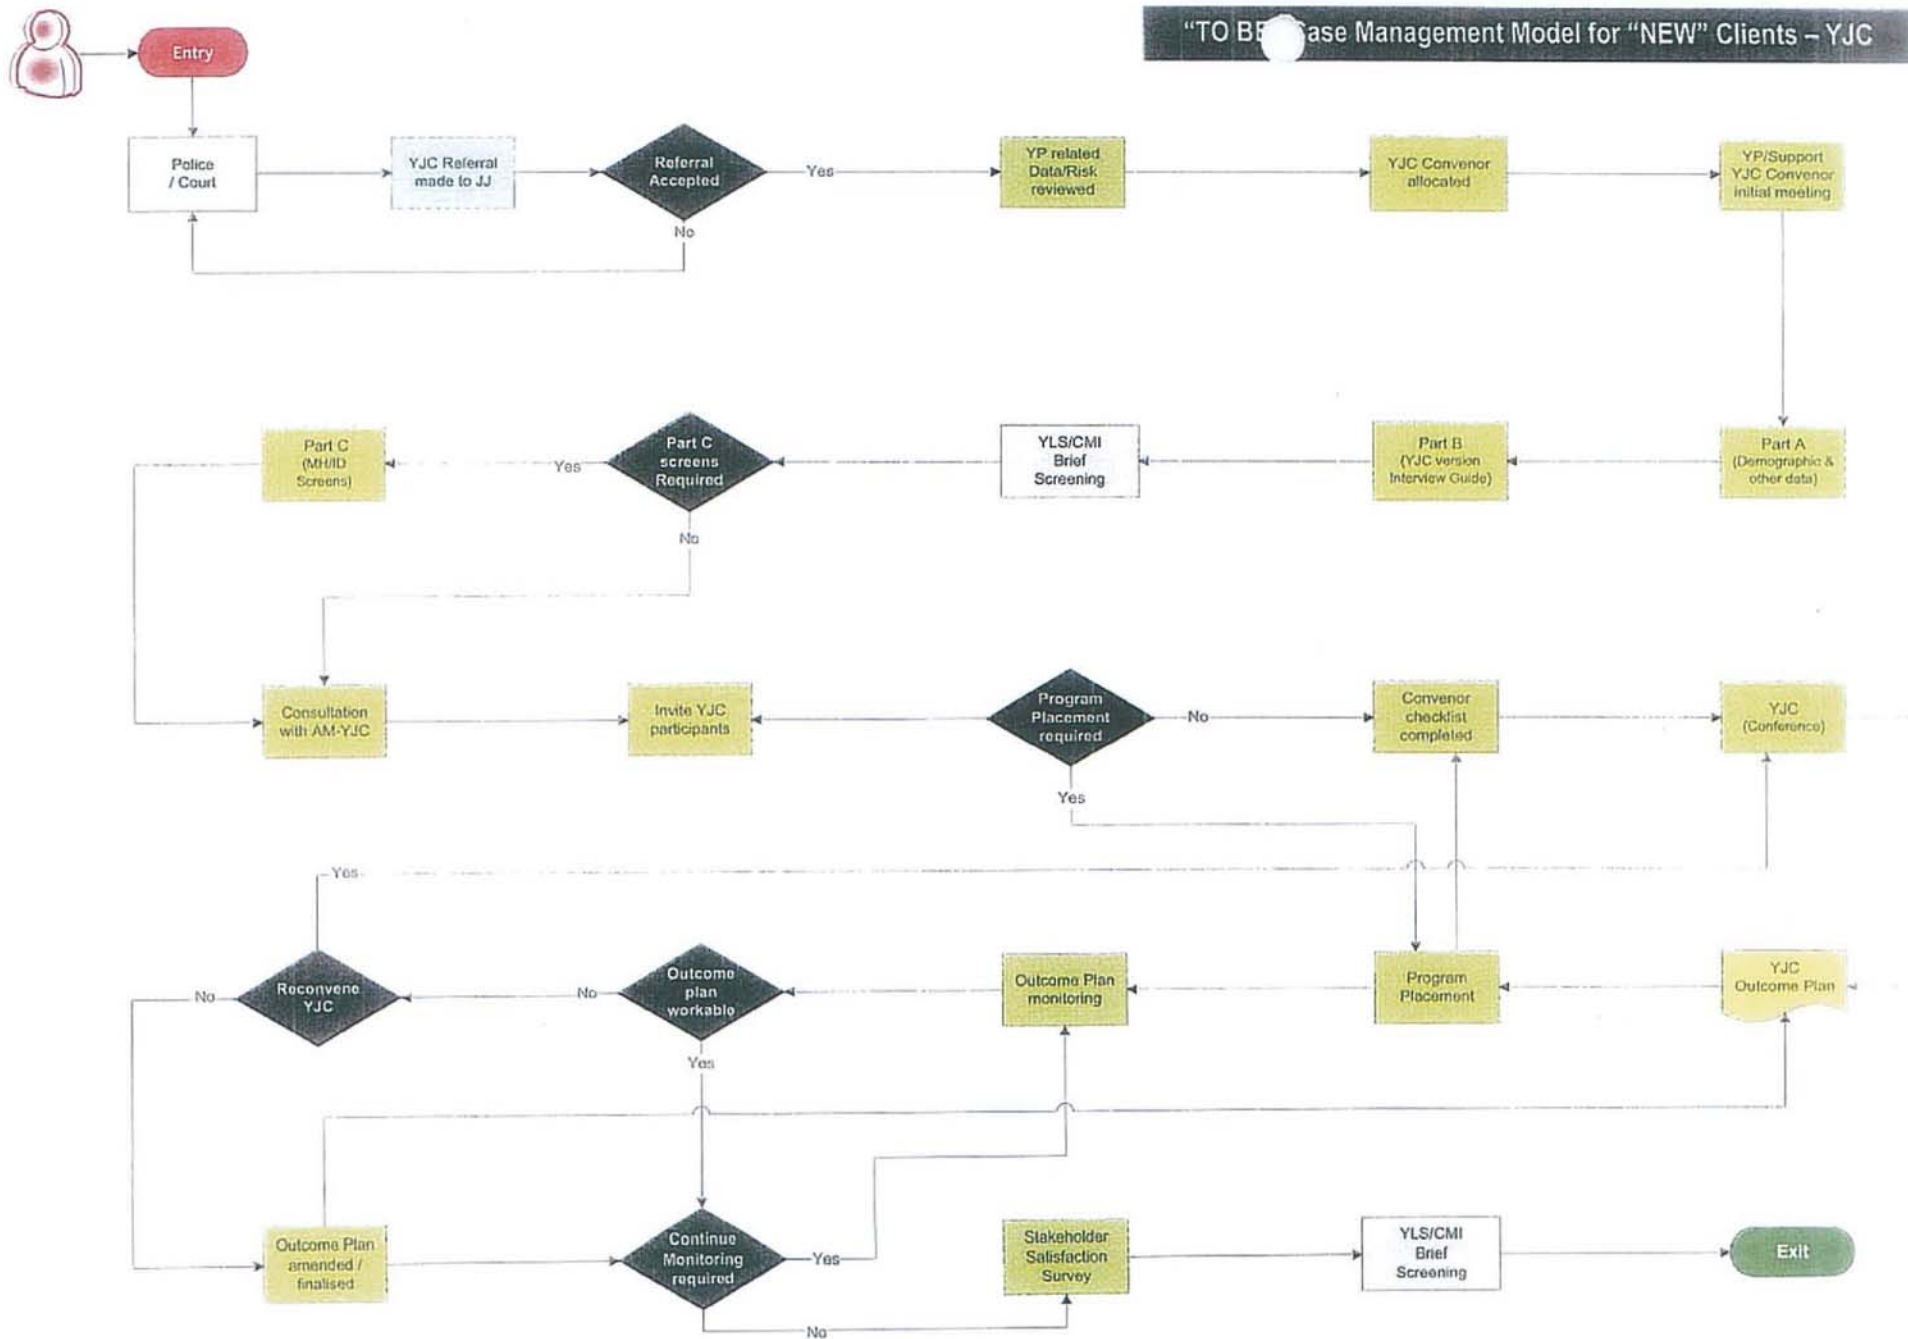 "TO BE Case Management Model for "NEW" Clients – YJC
Entry
Police
/ Court
YJC Referral
made to JJ
Referral
Accepted
Yes
No
YP related
Data/Risk
reviewed
YJC Convenor
allocated
YP/Support
YJC Convenor
initial meeting
Part C
(MH/ID
Screens)
Yes
Part C
screens
Required
No
YLS/CMI
Brief
Screening
Part B
(YJC version
Interview Guide)
Part A
(Demographic &
other data)
Consultation
with AM-YJC
Invite YJC
participants
Program
Placement
required
No
Yes
Convenor
checklist
completed
YJC
(Conference)
Yes
No
Reconvene
YJC
No
Outcome
plan
workable
Yes
Outcome Plan
monitoring
Program
Placement
YJC
Outcome Plan
Outcome Plan
amended /
finalised
Continue
Monitoring
required
Yes
No
Stakeholder
Satisfaction
Survey
YLS/CMI
Brief
Screening
Exit